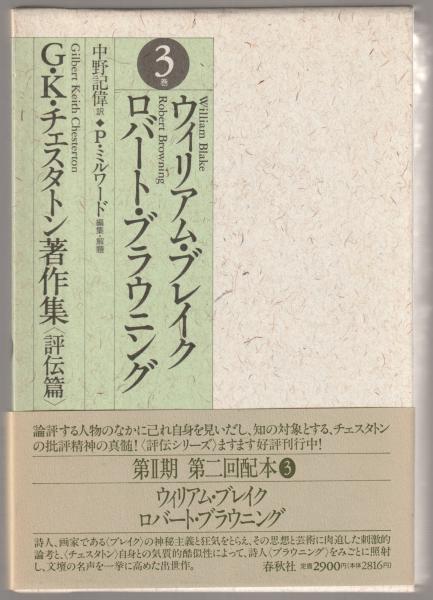 3
巻
William Blake
ウィリアム・ブレイク
Robert Browning
ロバート・ブラウニング
中野記偉 訳◆P・ミルワード 編集・解題
Gilbert Keith Chesterton
G・K・チェスタトン著作集〈評伝篇〉
論評する人物のなかに己れ自身を見いだし、知の対象とする、チェスタトン
の批評精神の真髄!〈評伝シリーズ〉ますます好評刊行中!
第Ⅱ期 第二回配本3
ウィリアム・ブレイク
ロバート・ブラウニング
詩人、画家である〈ブレイク〉の神秘主義と狂気をとらえ、その思想と芸術に肉迫した刺激的
論考と、〈チェスタトン〉自身との気質的酷似性によって、詩人〈ブラウニング〉をみごとに照射
し、文壇の名声を一挙に高めた出世作。
春秋社 定価2900円(本体2816円)